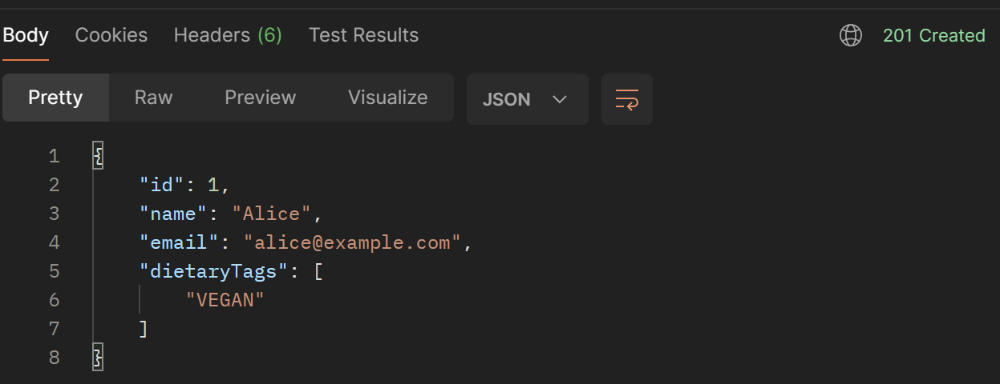 Body Cookies Headers (6) Test Results 201 Created
Pretty Raw Preview Visualize JSON
1 {
2 "id": 1,
3 "name": "Alice",
4 "email": "alice@example.com",
5 "dietaryTags": [
6 "VEGAN"
7 ]
8 }